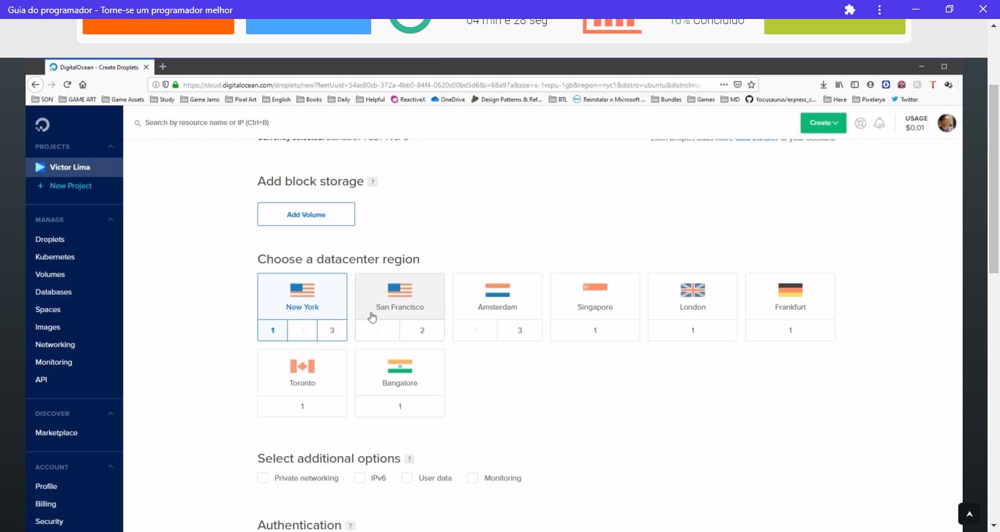 Guia do programador - Torne-se um programador melhor
04 min e 28 seg
16% Concluído
DigitalOcean - Create Droplets
https://cloud.digitalocean.com/droplets/new?fleetUuid=54ac80cb-372a-4bb0-84f4-0620c00bd5d6&i=68a97a&size=s-1vcpu-1gb&region=nyc1&distro=ubuntu&distroIma
SON GAME ART Game Assets Study Game Jams Pixel Art English Books Daily Helpful ReactiveX OneDrive Design Patterns & Ref... BTL Reinstalar o Microsoft ... Bundles Games MD focusaurus/express_c... Haxe Pixelarya Twitter
Search by resource name or IP (Ctrl+B)
Create
USAGE
$0.01
PROJECTS
Victor Lima
+ New Project
MANAGE
Droplets
Kubernetes
Volumes
Databases
Spaces
Images
Networking
Monitoring
API
DISCOVER
Marketplace
ACCOUNT
Profile
Billing
Security
Each Droplet adds more data transfer to your account.
Add block storage ?
Add Volume
Choose a datacenter region
New York San Francisco Amsterdam Singapore London Frankfurt
1 2 3 1 2 2 3 1 1 1
Toronto Bangalore
1 1
Select additional options ?
Private networking IPv6 User data Monitoring
Authentication ?